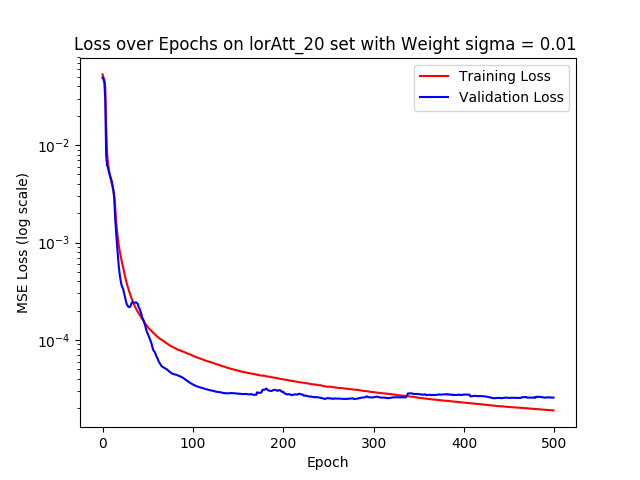 Loss over Epochs on lorAtt_20 set with Weight sigma = 0.01
Training Loss
Validation Loss
MSE Loss (log scale)
10⁻²
10⁻³
10⁻⁴
0 100 200 300 400 500
Epoch